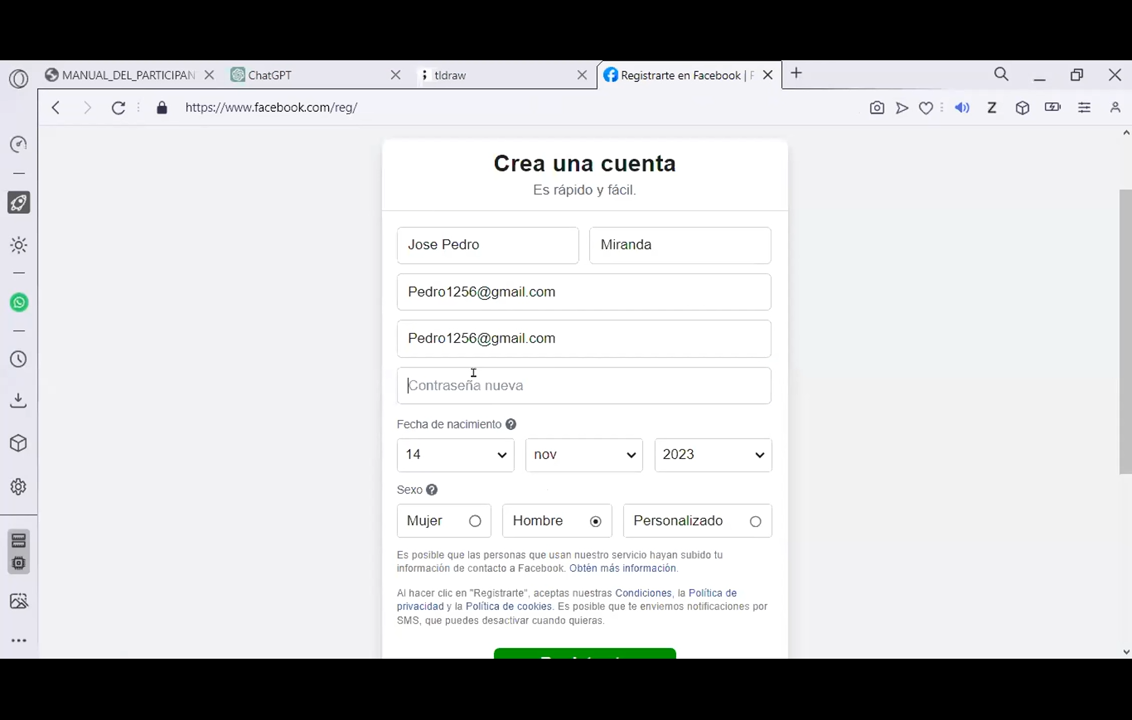 MANUAL_DEL_PARTICIPAN
ChatGPT
tldraw
Registrarte en Facebook | F
https://www.facebook.com/reg/
Z
Crea una cuenta
Es rápido y fácil.
Jose Pedro Miranda
Pedro1256@gmail.com
Pedro1256@gmail.com
Contraseña nueva
Fecha de nacimiento
14 nov 2023
Sexo
Mujer Hombre Personalizado
Es posible que las personas que usan nuestro servicio hayan subido tu
información de contacto a Facebook. Obtén más información.
Al hacer clic en "Registrarte", aceptas nuestras Condiciones, la Política de
privacidad y la Política de cookies. Es posible que te enviemos notificaciones por
SMS, que puedes desactivar cuando quieras.